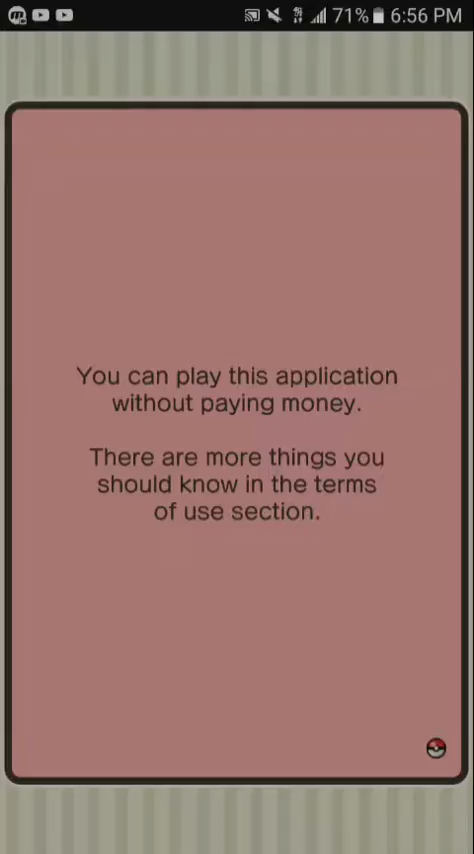 71% 6:56 PM
You can play this application
without paying money.
There are more things you
should know in the terms
of use section.